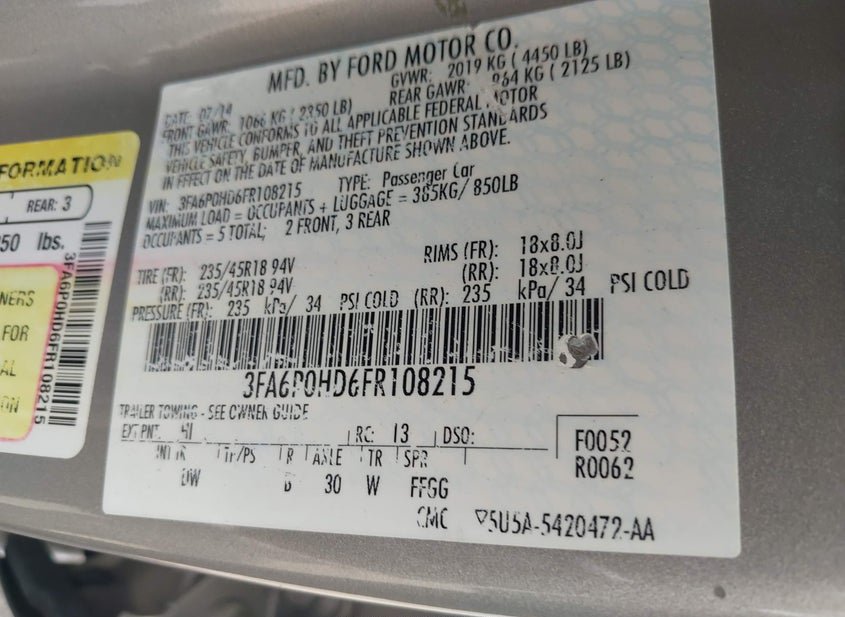 MFD. BY FORD MOTOR CO.
DATE: 07/14 GVWR: 2019 KG ( 4450 LB)
FRONT GAWR: 1066 KG ( 2350 LB) REAR GAWR: 964 KG ( 2125 LB)
THIS VEHICLE CONFORMS TO ALL APPLICABLE FEDERAL MOTOR
VEHICLE SAFETY, BUMPER, AND THEFT PREVENTION STANDARDS
IN EFFECT ON THE DATE OF MANUFACTURE SHOWN ABOVE.
VIN: 3FA6P0HD6FR108215 TYPE: Passenger Car
MAXIMUM LOAD = OCCUPANTS + LUGGAGE = 385KG/ 850LB
OCCUPANTS = 5 TOTAL; 2 FRONT, 3 REAR
TIRE (FR): 235/45R18 94V RIMS (FR): 18x8.0J
(RR): 235/45R18 94V (RR): 18x8.0J
PRESSURE (FR): 235 kPa/ 34 PSI COLD (RR): 235 kPa/ 34 PSI COLD
3FA6P0HD6FR108215
TRAILER TOWING - SEE OWNER GUIDE
EXT PNT: RC: 13 DSO: F0052
TP/PS R AXLE TR SPR R0062
DW B 30 W FFGG
CMC ▽5U5A-5420472-AA
FORMATION
REAR: 3
50 lbs.
3FA6P0HD6FR108215
NERS
FOR
AL
ON